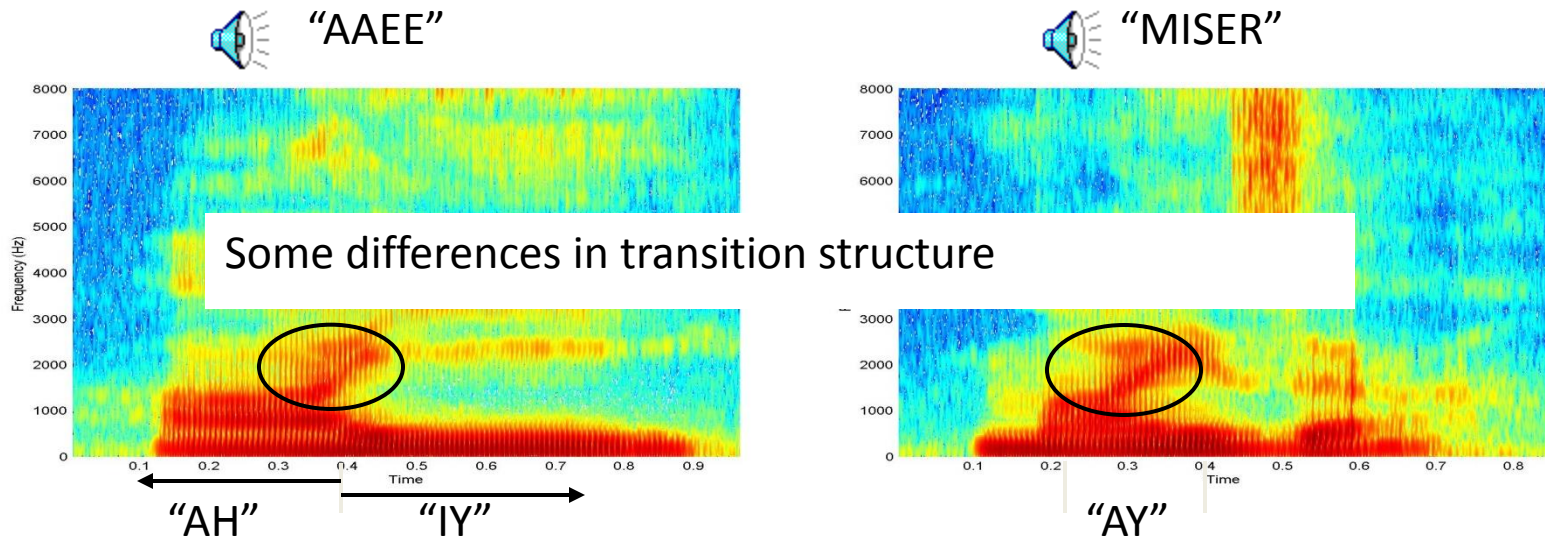 “AAEE”
“MISER”
8000
7000
6000
5000
4000
3000
2000
1000
0
Frequency (Hz)
0.1 0.2 0.3 0.4 0.5 0.6 0.7 0.8 0.9
Time
8000
7000
6000
3000
2000
1000
0
0.1 0.2 0.3 0.4 0.5 0.6 0.7 0.8
Time
Some differences in transition structure
“AH” “IY”
“AY”